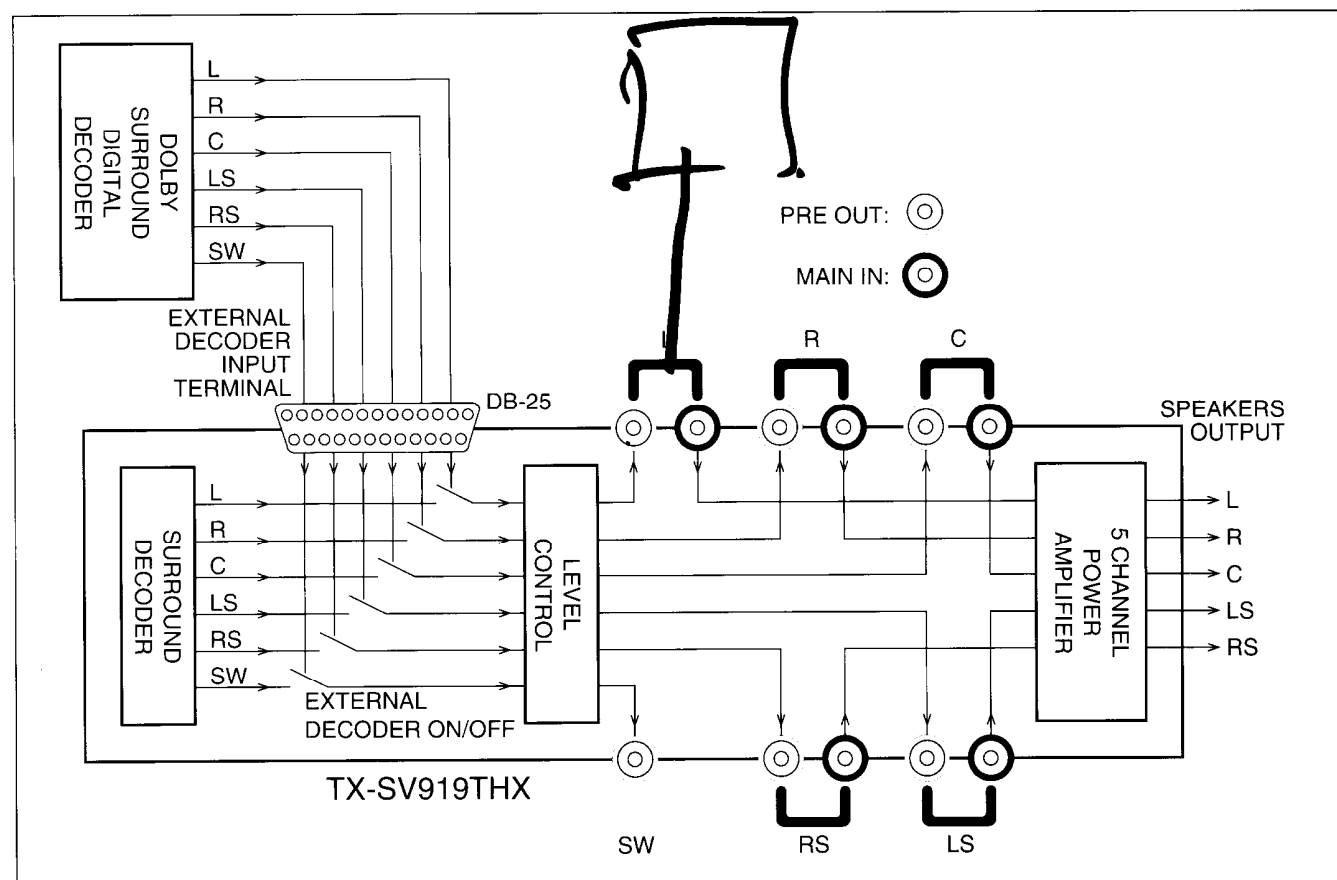 DOLBY
SURROUND
DIGITAL
DECODER
L
R
C
LS
RS
SW
EXTERNAL
DECODER
INPUT
TERMINAL
DB-25
PRE OUT:
MAIN IN:
R
C
SPEAKERS
OUTPUT
SURROUND
DECODER
L
R
C
LS
RS
SW
EXTERNAL
DECODER ON/OFF
LEVEL
CONTROL
5 CHANNEL
POWER
AMPLIFIER
L
R
C
LS
RS
TX-SV919THX
SW
RS
LS